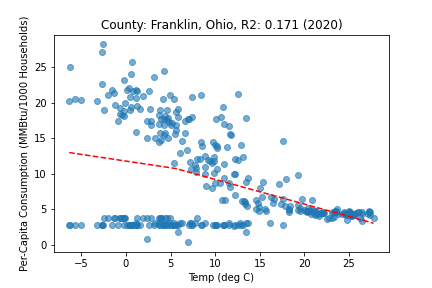 County: Franklin, Ohio, R2: 0.171 (2020)
Per-Capita Consumption (MMBtu/1000 Households)
25
20
15
10
5
0
−5 0 5 10 15 20 25
Temp (deg C)